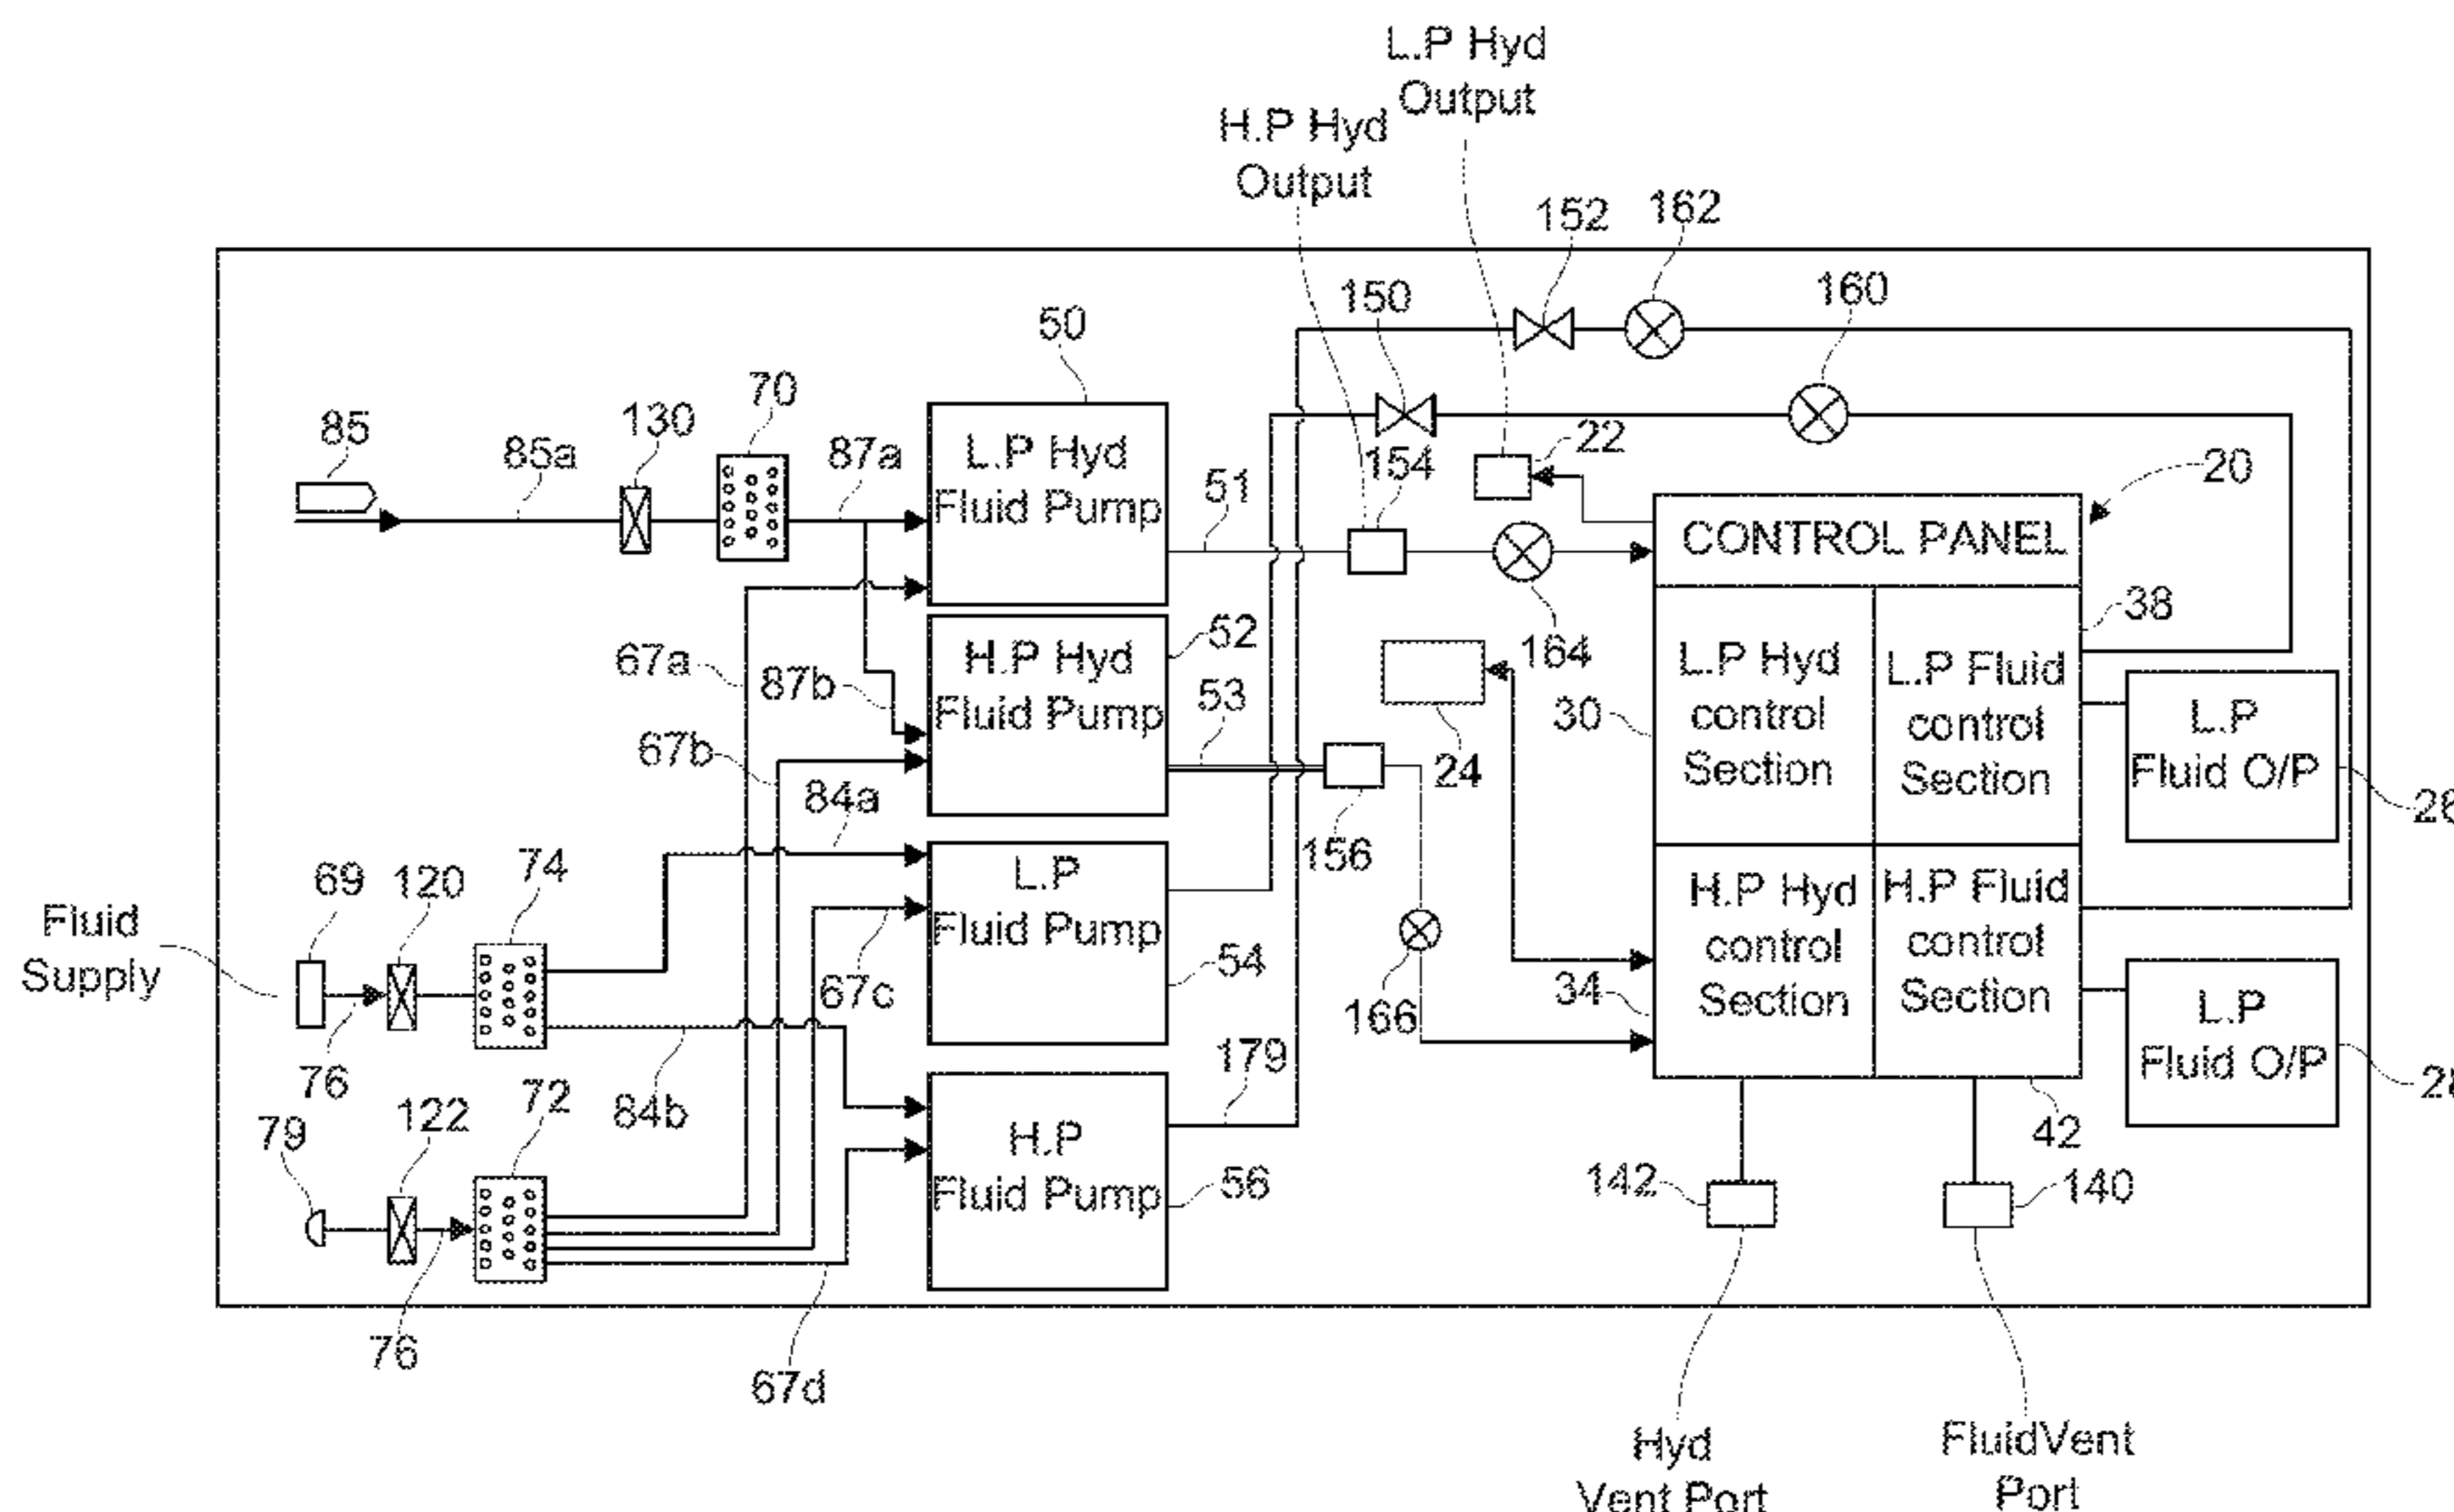 L.P Hyd
Output
H.P Hyd
Output
152
162
150
160
50
70
130
85
85a
87a
L.P Hyd
Fluid Pump
51
154
22
20
CONTROL PANEL
164
38
52
67a
87b
H.P Hyd
Fluid Pump
53
24
30
L.P Hyd
control
Section
L.P Fluid
control
Section
L.P
Fluid O/P
67b
84a
156
69
120
74
Fluid
Supply
76
67c
L.P
Fluid Pump
54
166
34
H.P Hyd
control
Section
H.P Fluid
control
Section
L.P
Fluid O/P
42
79
122
72
84b
179
H.P
Fluid Pump
56
142
140
76
67d
Hyd
Vent Port
FluidVent
Port